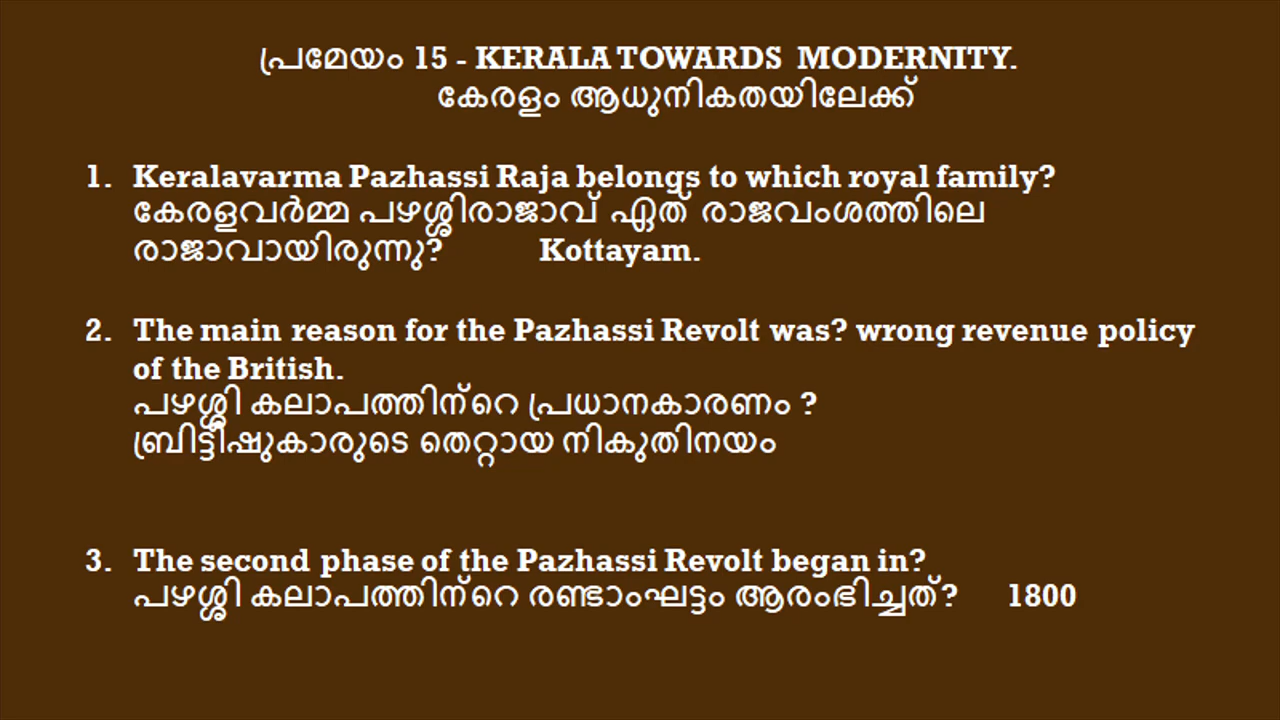 പ്രമേയം 15 - KERALA TOWARDS MODERNITY.
കേരളം ആധുനികതയിലേക്ക്
1. Keralavarma Pazhassi Raja belongs to which royal family?
കേരളവർമ്മ പഴശ്ശിരാജാവ് ഏത് രാജവംശത്തിലെ
രാജാവായിരുന്നു? Kottayam.
2. The main reason for the Pazhassi Revolt was? wrong revenue policy
of the British.
പഴശ്ശി കലാപത്തിന്റെ പ്രധാനകാരണം ?
ബ്രിട്ടീഷുകാരുടെ തെറ്റായ നികുതിനയം
3. The second phase of the Pazhassi Revolt began in?
പഴശ്ശി കലാപത്തിന്റെ രണ്ടാംഘട്ടം ആരംഭിച്ചത്? 1800